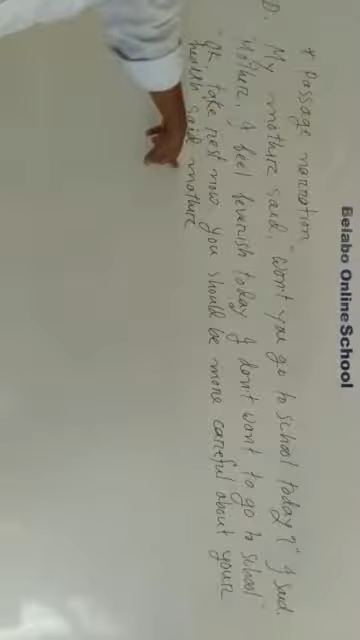 Belabo Online School
* Passage narration
D. My mother said, "Won't you go to school today?" I said,
"Mother, I feel feverish today I don't want to go to school"
"Ok, take rest now. You should be more careful about your
health said mother